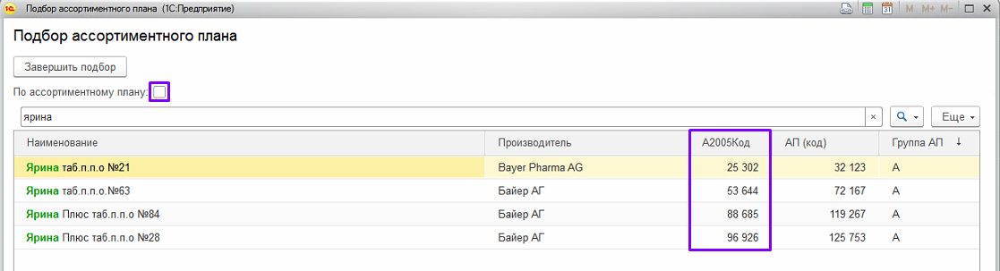 1С Подбор ассортиментного плана (1С:Предприятие) 31 M M+ M-
Подбор ассортиментного плана
Завершить подбор
По ассортиментному плану:
ярина × Еще
Наименование Производитель А2005Код АП (код) Группа АП ↓
Ярина таб.п.п.о №21 Bayer Pharma AG 25 302 32 123 А
Ярина таб.п.п.о.№63 Байер АГ 53 644 72 167 А
Ярина Плюс таб.п.п.о №84 Байер АГ 88 685 119 267 А
Ярина Плюс таб.п.п.о №28 Байер АГ 96 926 125 753 А